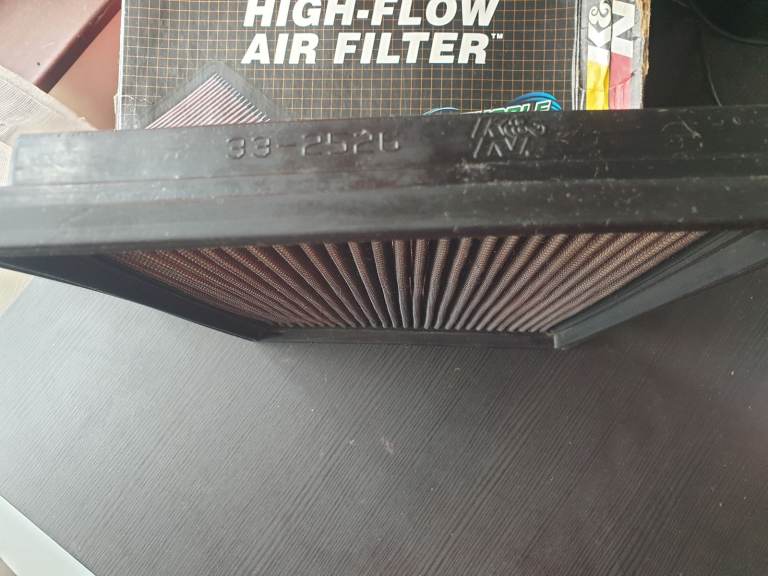 HIGH-FLOW
AIR FILTER™
K&N
33-2526
K&N